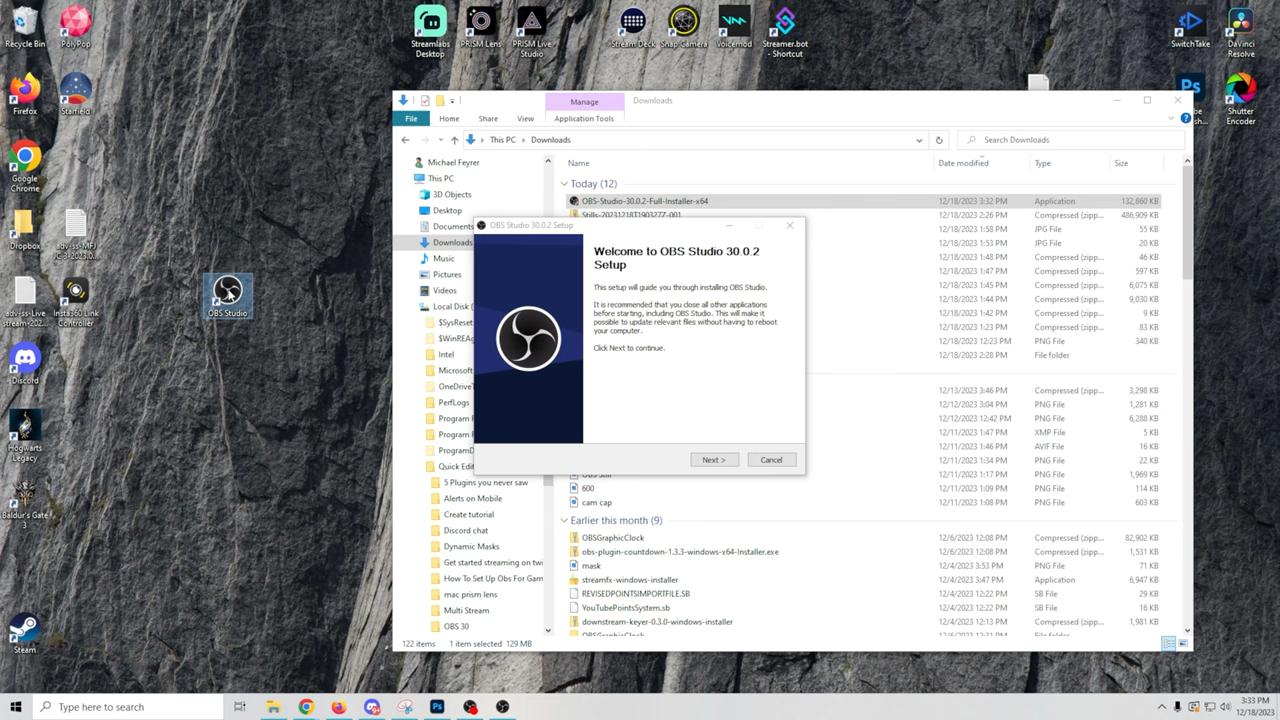 Recycle Bin
PolyPop
Streamlabs
Desktop
PRISM Lens
PRISM Live
Studio
Stream Deck
Snap Camera
Voicemod
Streamer.bot
- Shortcut
SwitchTake
DaVinci
Resolve
Firefox
Starfield
Shutter
Encoder
Google
Chrome
Dropbox
adv-ss-MFJ
C 3-2023.0...
adv-ss-Live
stream-202...
Insta360 Link
Controller
OBS Studio
Discord
Hogwarts
Legacy
Baldur's Gate
3
Steam
Manage
Downloads
File
Home
Share
View
Application Tools
This PC
Downloads
Search Downloads
Name
Date modified
Type
Size
Michael Feyrer
This PC
3D Objects
Desktop
Documents
Downloads
Music
Pictures
Videos
Local Disk (
$SysReset
$WinREAg
Intel
Microsoft
OneDriveT
PerfLogs
Program F
Program F
ProgramD
Quick Edit
5 Plugins you never saw
Alerts on Mobile
Create tutorial
Discord chat
Dynamic Masks
Get started streaming on twi
How To Set Up Obs For Gam
mac prism lens
Multi Stream
OBS 30
Today (12)
OBS-Studio-30.0.2-Full-Installer-x64 12/18/2023 3:32 PM Application 132,860 KB
Stills-20231218T190327Z-001 12/18/2023 2:26 PM Compressed (zipp... 486,909 KB
12/18/2023 1:58 PM JPG File 55 KB
12/18/2023 1:53 PM JPG File 20 KB
12/18/2023 1:48 PM Compressed (zipp... 46 KB
12/18/2023 1:47 PM Compressed (zipp... 597 KB
12/18/2023 1:45 PM Compressed (zipp... 6,075 KB
12/18/2023 1:44 PM Compressed (zipp... 9,030 KB
12/18/2023 1:42 PM Compressed (zipp... 9 KB
12/18/2023 1:23 PM Compressed (zipp... 83 KB
12/18/2023 12:23 PM PNG File 340 KB
12/18/2023 2:28 PM File folder
12/13/2023 3:46 PM Compressed (zipp... 3,298 KB
12/12/2023 3:04 PM PNG File 1,281 KB
12/12/2023 12:42 PM PNG File 6,288 KB
12/11/2023 1:47 PM XMP File 5 KB
12/11/2023 1:46 PM AVIF File 16 KB
12/11/2023 1:34 PM PNG File 22 KB
OBS Still 12/11/2023 1:17 PM PNG File 1,969 KB
600 12/11/2023 1:09 PM PNG File 114 KB
cam cap 12/11/2023 1:08 PM PNG File 603 KB
Earlier this month (9)
OBSGraphicClock 12/6/2023 12:08 PM Compressed (zipp... 82,902 KB
obs-plugin-countdown-1.3.3-windows-x64-Installer.exe 12/6/2023 12:08 PM Compressed (zipp... 1,531 KB
mask 12/4/2023 3:53 PM PNG File 71 KB
streamfx-windows-installer 12/4/2023 3:47 PM Application 6,947 KB
REVISEDPOINTSIMPORTFILE.SB 12/4/2023 12:22 PM SB File 29 KB
YouTubePointsSystem.sb 12/4/2023 12:22 PM SB File 16 KB
downstream-keyer-0.3.0-windows-installer 12/4/2023 12:13 PM Compressed (zipp... 1,981 KB
OBSGraphicClock
122 items 1 item selected 129 MB
OBS Studio 30.0.2 Setup
Welcome to OBS Studio 30.0.2
Setup
This setup will guide you through installing OBS Studio.
It is recommended that you close all other applications
before starting, including OBS Studio. This will make it
possible to update relevant files without having to reboot
your computer.
Click Next to continue.
Next >
Cancel
Type here to search
3:33 PM
12/18/2023